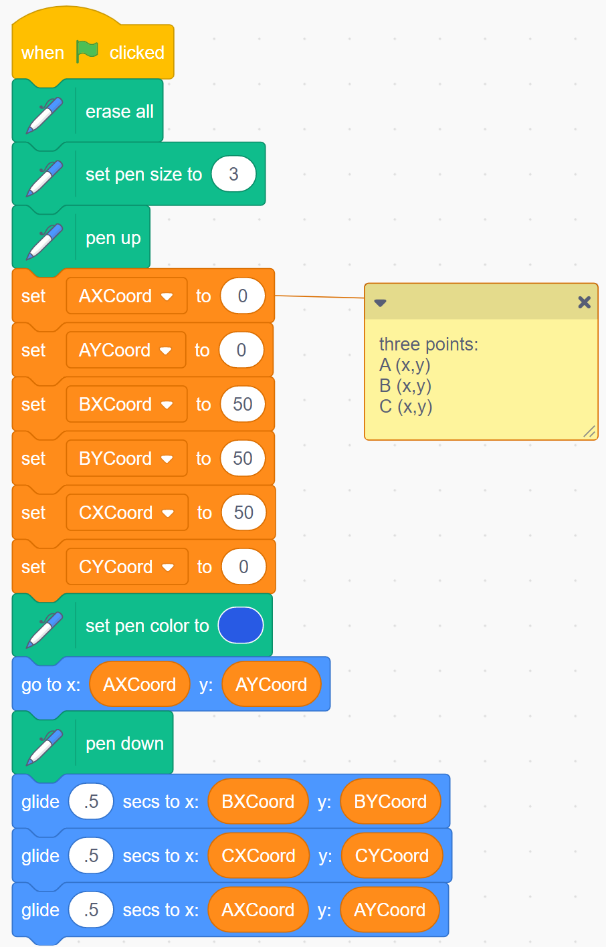 when clicked
erase all
set pen size to 3
pen up
set AXCoord to 0
three points:
A (x,y)
B (x,y)
C (x,y)
set AYCoord to 0
set BXCoord to 50
set BYCoord to 50
set CXCoord to 50
set CYCoord to 0
set pen color to
go to x: AXCoord y: AYCoord
pen down
glide .5 secs to x: BXCoord y: BYCoord
glide .5 secs to x: CXCoord y: CYCoord
glide .5 secs to x: AXCoord y: AYCoord